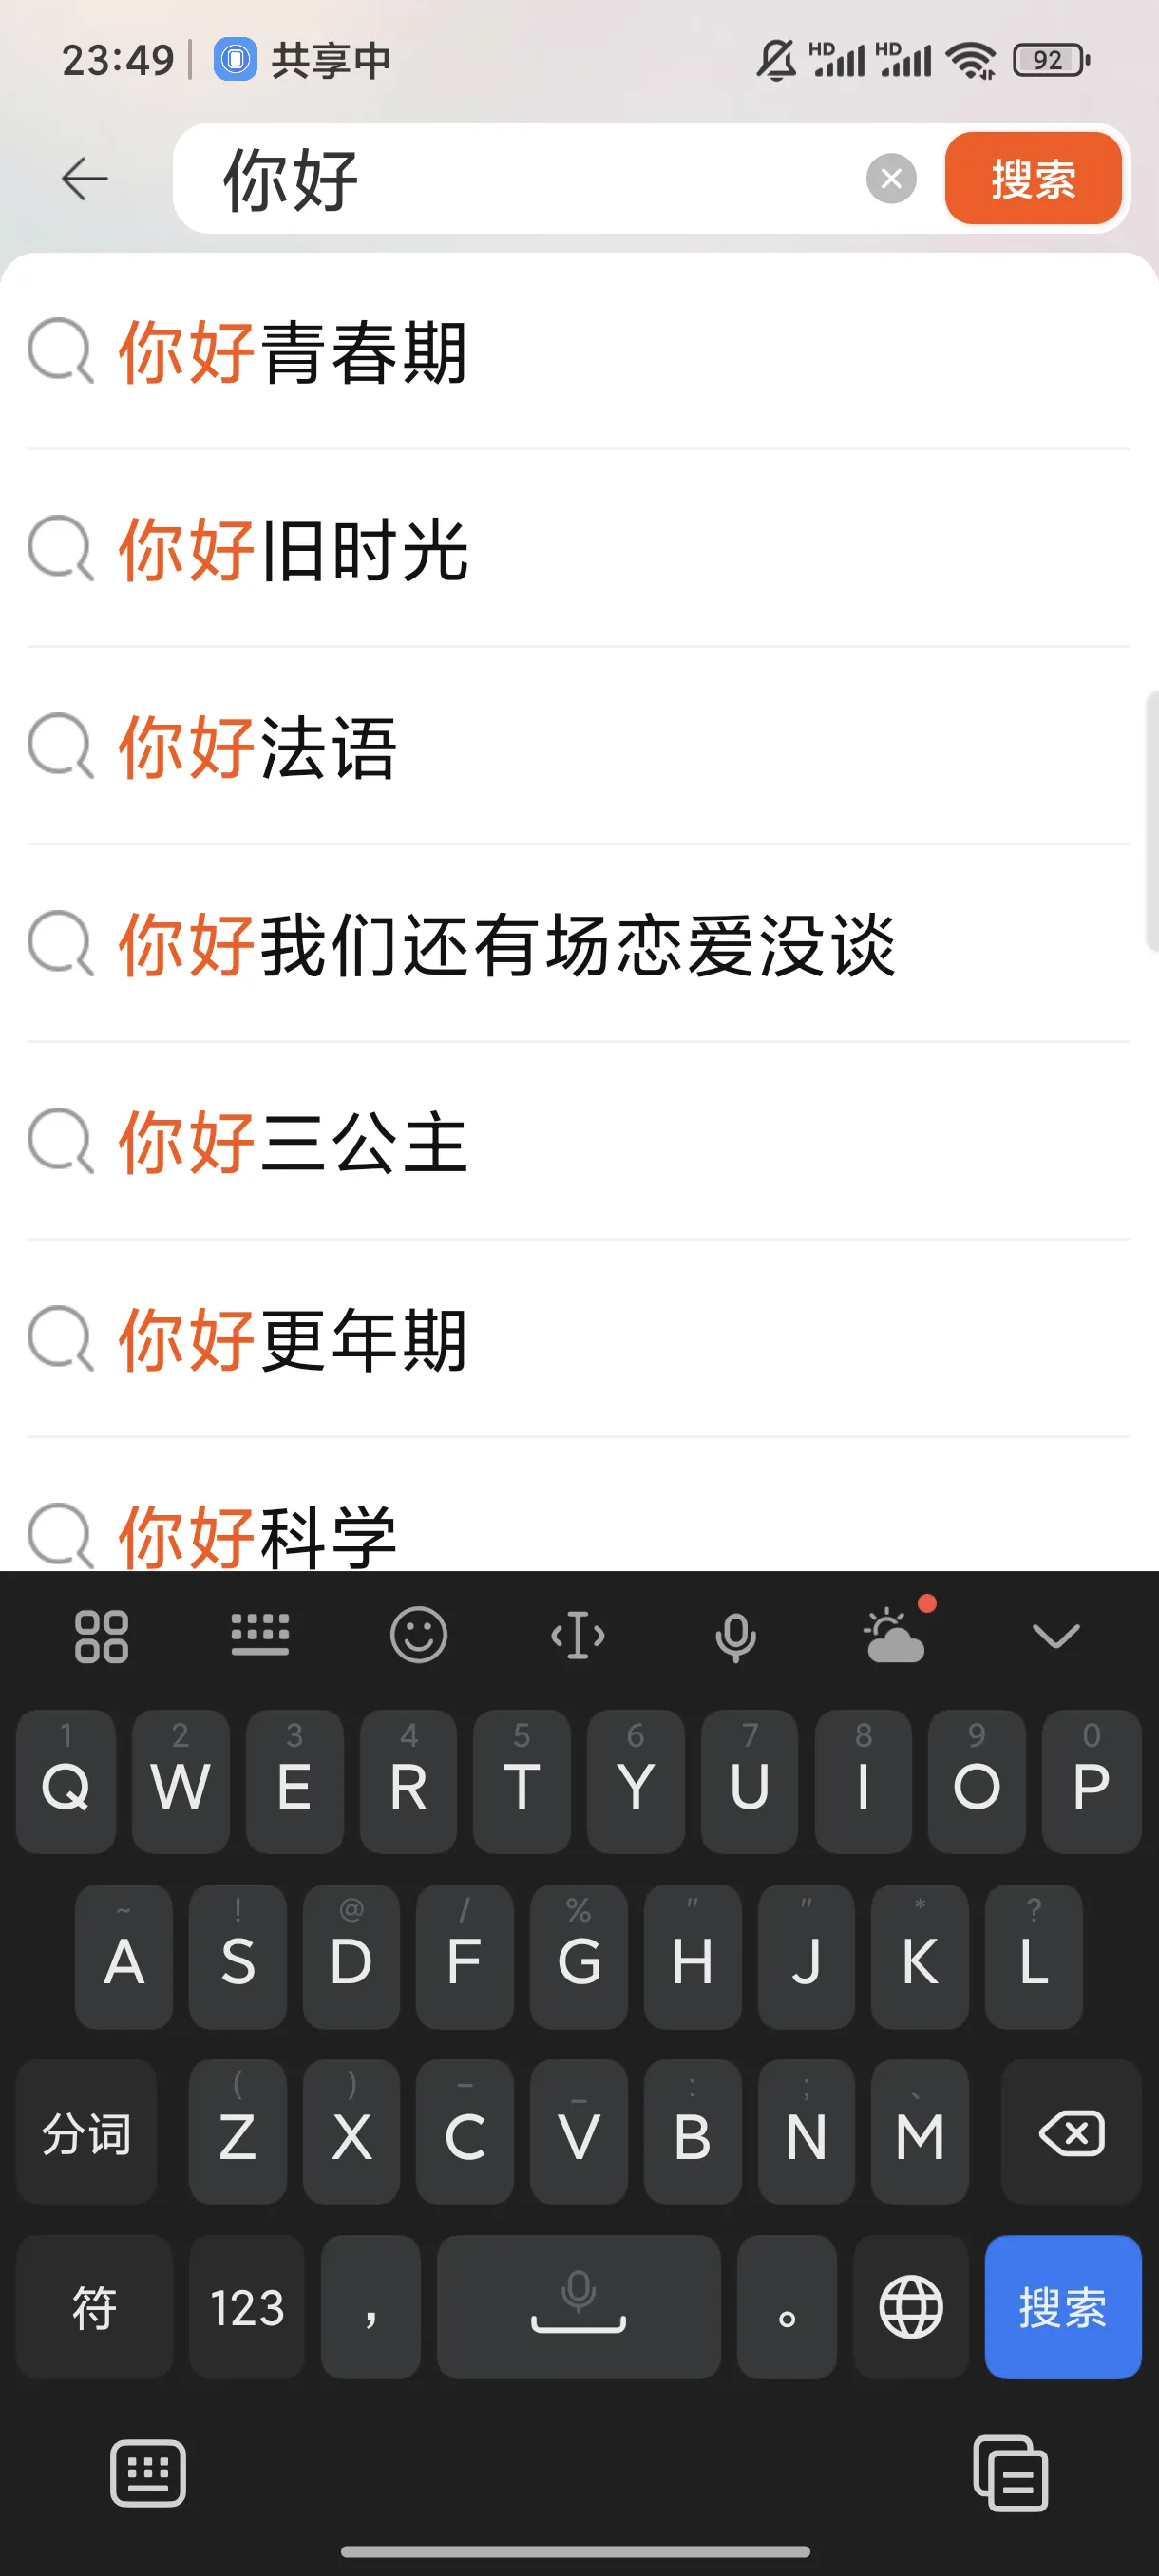 23:49 共享中 HD HD 92
你好 搜索
你好青春期
你好旧时光
你好法语
你好我们还有场恋爱没谈
你好三公主
你好更年期
你好科学
1 2 3 4 5 6 7 8 9 0
Q W E R T Y U I O P
~ ! @ / % " " * ?
A S D F G H J K L
( ) – _ : ; 、
分词 Z X C V B N M
符 123 ， 。 搜索